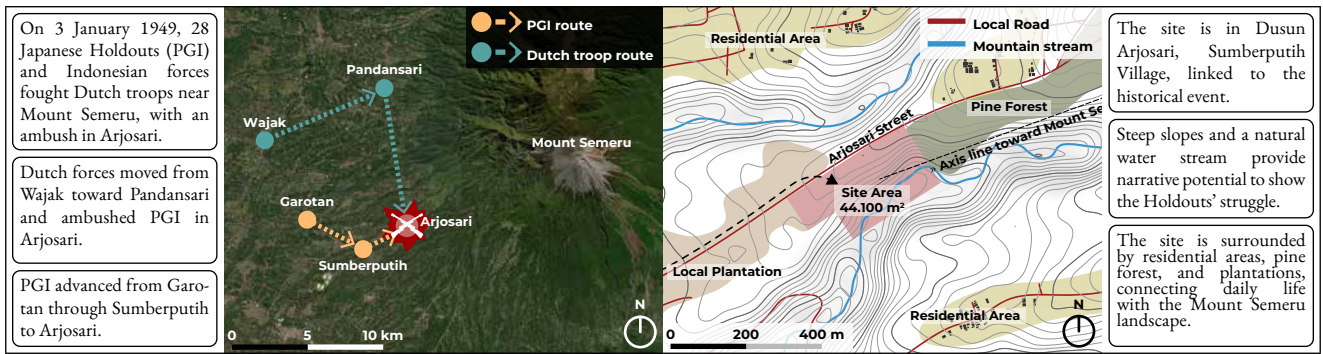 On 3 January 1949, 28
Japanese Holdouts (PGI)
and Indonesian forces
fought Dutch troops near
Mount Semeru, with an
ambush in Arjosari.
Dutch forces moved from
Wajak toward Pandansari
and ambushed PGI in
Arjosari.
PGI advanced from Garo-
tan through Sumberputih
to Arjosari.
PGI route
Dutch troop route
Pandansari
Wajak
Mount Semeru
Garotan
Arjosari
Sumberputih
0
5
10 km
N
Local Road
Mountain stream
Residential Area
Pine Forest
Arjosari Street
Axis line toward Mount Se
Site Area
44.100 m²
Local Plantation
Residential Area
0
200
400 m
N
The site is in Dusun
Arjosari, Sumberputih
Village, linked to the
historical event.
Steep slopes and a natural
water stream provide
narrative potential to show
the Holdouts' struggle.
The site is surrounded
by residential areas, pine
forest, and plantations,
connecting daily life
with the Mount Semeru
landscape.